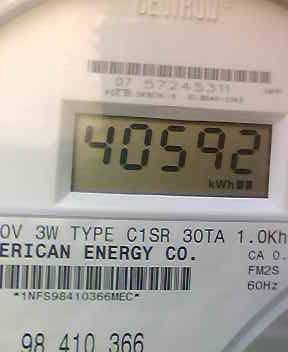 CENTRON
07 57245311
40592
kWh
0V 3W TYPE C1SR 30TA 1.0Kh
ERICAN ENERGY CO.
CA 0.
FM2S
*1NFS98410366MEC*
60Hz
98 410 366